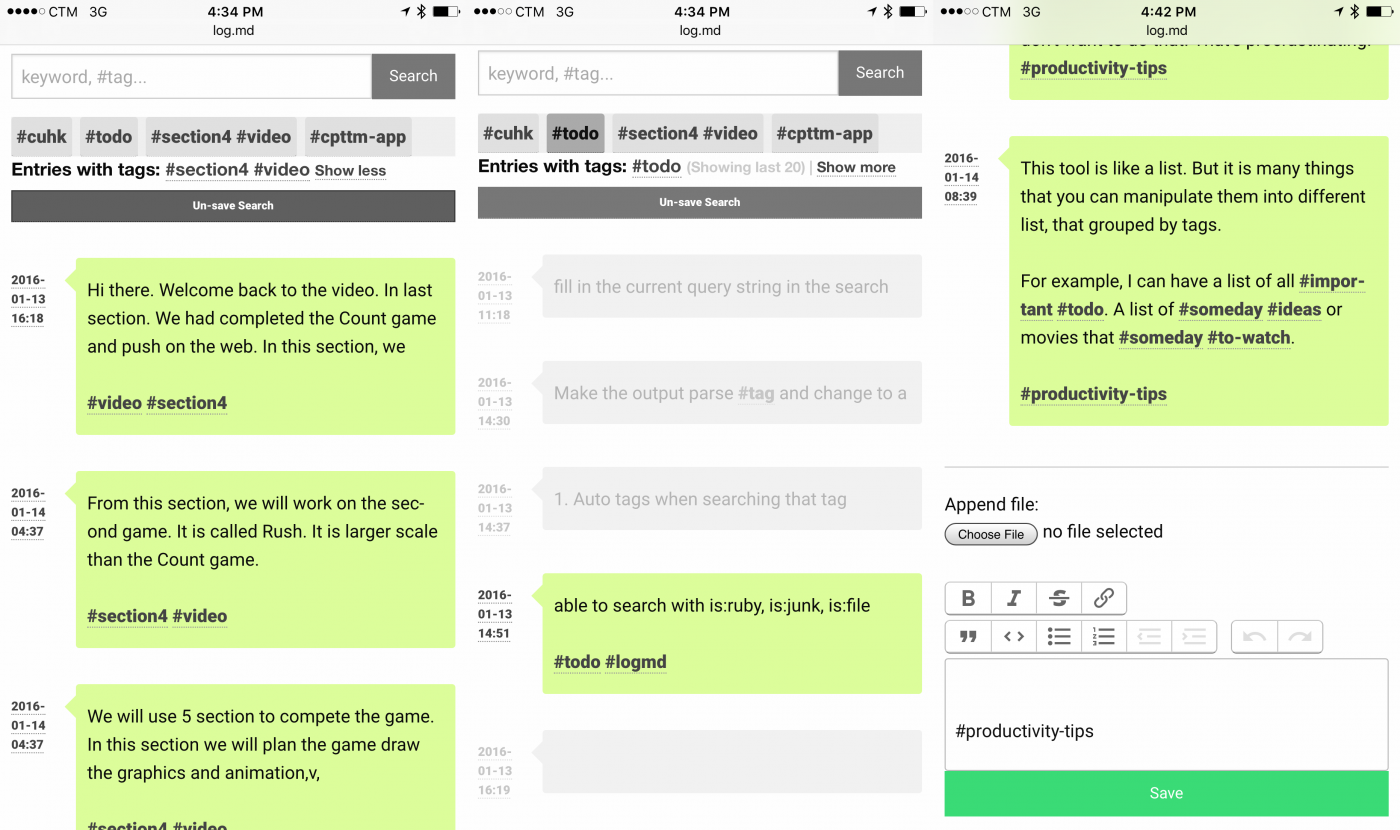 CTM 3G 4:34 PM
log.md
keyword, #tag...
Search
#cuhk #todo #section4 #video #cpttm-app
Entries with tags: #section4 #video Show less
Un-save Search
2016-
01-13
16:18
Hi there. Welcome back to the video. In last
section. We had completed the Count game
and push on the web. In this section, we
#video #section4
2016-
01-14
04:37
From this section, we will work on the sec-
ond game. It is called Rush. It is larger scale
than the Count game.
#section4 #video
2016-
01-14
04:37
We will use 5 section to compete the game.
In this section we will plan the game draw
the graphics and animation,v,
#section4 #video
CTM 3G 4:34 PM
log.md
keyword, #tag...
Search
#cuhk #todo #section4 #video #cpttm-app
Entries with tags: #todo (Showing last 20) | Show more
Un-save Search
2016-
01-13
11:18
fill in the current query string in the search
2016-
01-13
14:30
Make the output parse #tag and change to a
2016-
01-13
14:37
1. Auto tags when searching that tag
2016-
01-13
14:51
able to search with is:ruby, is:junk, is:file
#todo #logmd
2016-
01-13
16:19
CTM 3G 4:42 PM
log.md
don't want to do that. That's procrastinating.
#productivity-tips
2016-
01-14
08:39
This tool is like a list. But it is many things
that you can manipulate them into different
list, that grouped by tags.
For example, I can have a list of all #impor-
tant #todo. A list of #someday #ideas or
movies that #someday #to-watch.
#productivity-tips
Append file:
Choose File no file selected
B I S
#productivity-tips
Save